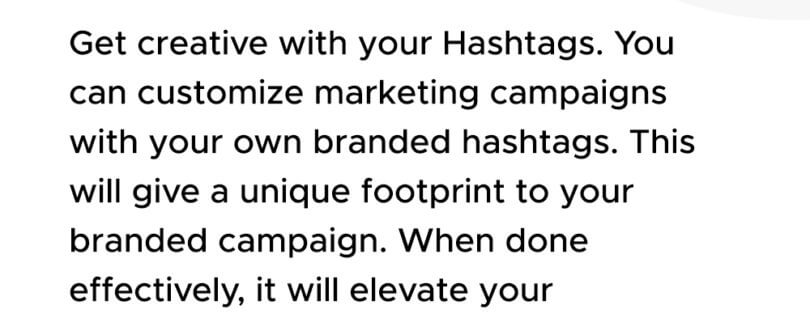 Get creative with your Hashtags. You
can customize marketing campaigns
with your own branded hashtags. This
will give a unique footprint to your
branded campaign. When done
effectively, it will elevate your